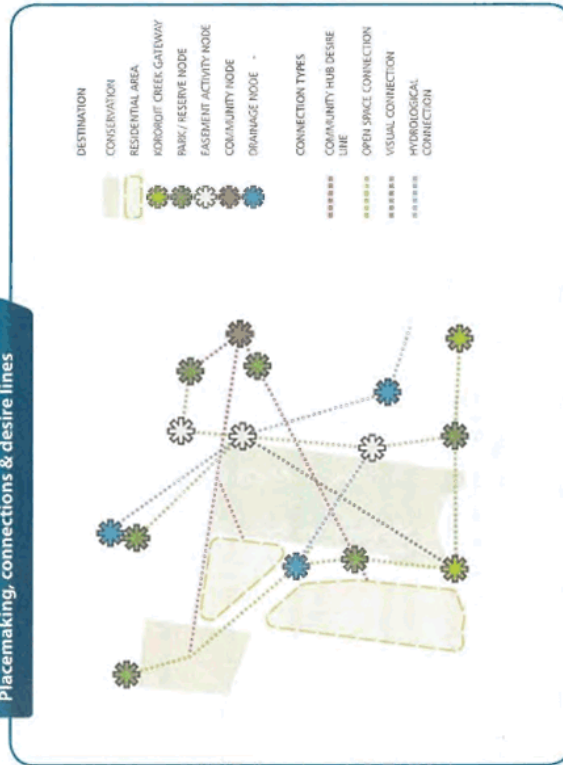 Placemaking, connections & desire lines
DESTINATION
CONSERVATION
RESIDENTIAL AREA
KOROROIT CREEK GATEWAY
PARK/ RESERVE NODE
EASEMENT ACTIVITY NODE
COMMUNITY NODE
DRAINAGE NODE -
CONNECTION TYPES
COMMUNITY HUB DESIRE
LINE
OPEN SPACE CONNECTION
VISUAL CONNECTION
HYDROLOGICAL
CONNECTION